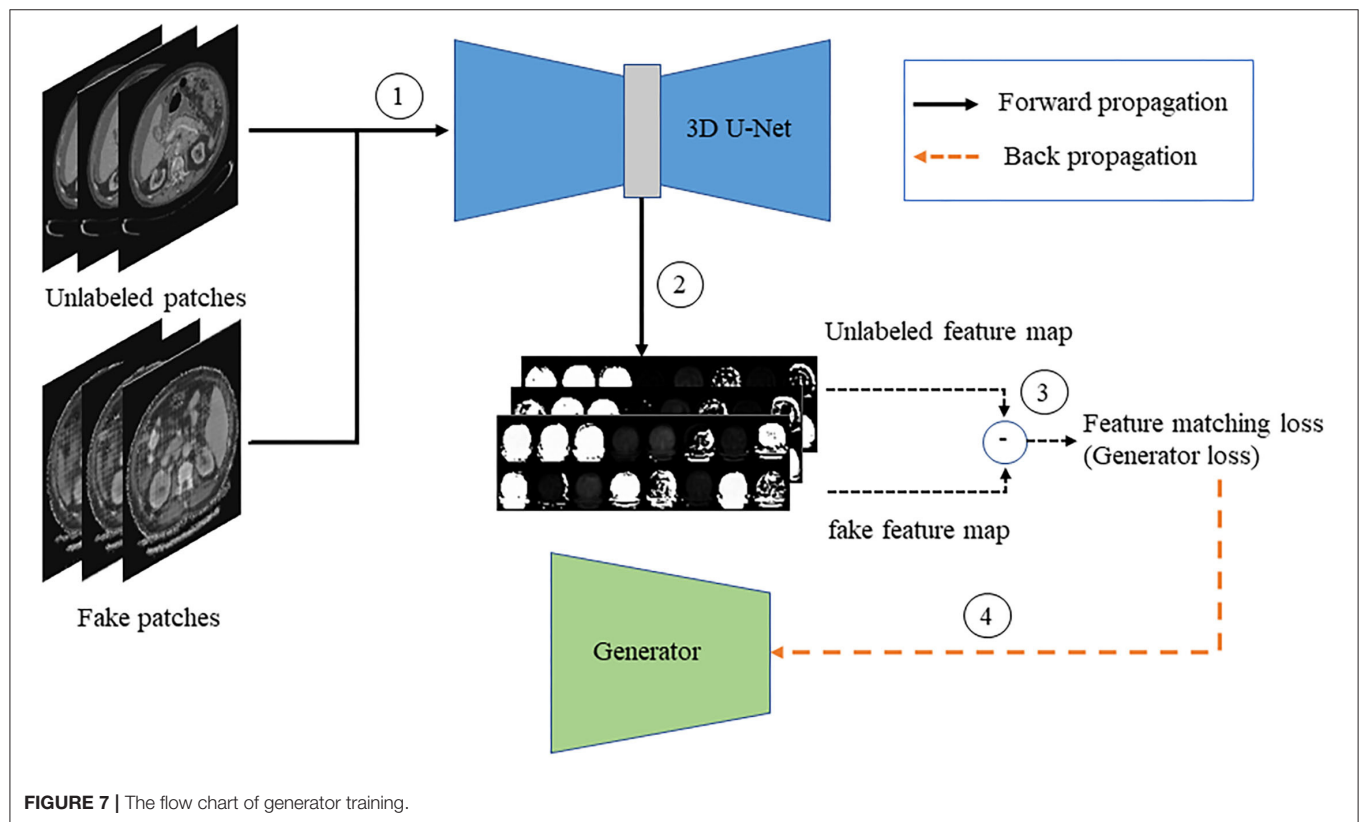 1
3D U-Net
Forward propagation
Back propagation
Unlabeled patches
2
Unlabeled feature map
3
-
Feature matching loss
(Generator loss)
fake feature map
Fake patches
4
Generator
FIGURE 7 | The flow chart of generator training.